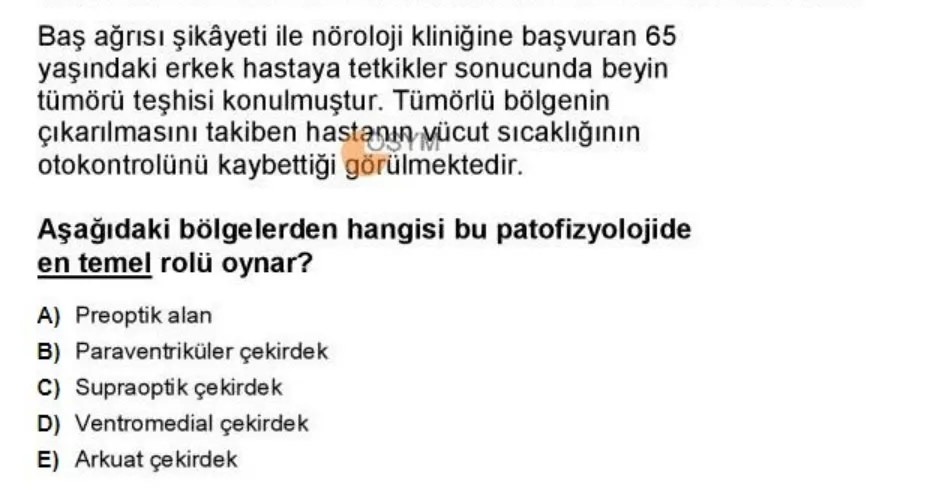 Baş ağrısı şikâyeti ile nöroloji kliniğine başvuran 65
yaşındaki erkek hastaya tetkikler sonucunda beyin
tümörü teşhisi konulmuştur. Tümörlü bölgenin
çıkarılmasını takiben hastanın vücut sıcaklığının
otokontrolünü kaybettiği görülmektedir.
ÖSYM
Aşağıdaki bölgelerden hangisi bu patofizyolojide
en temel rolü oynar?
A) Preoptik alan
B) Paraventriküler çekirdek
C) Supraoptik çekirdek
D) Ventromedial çekirdek
E) Arkuat çekirdek